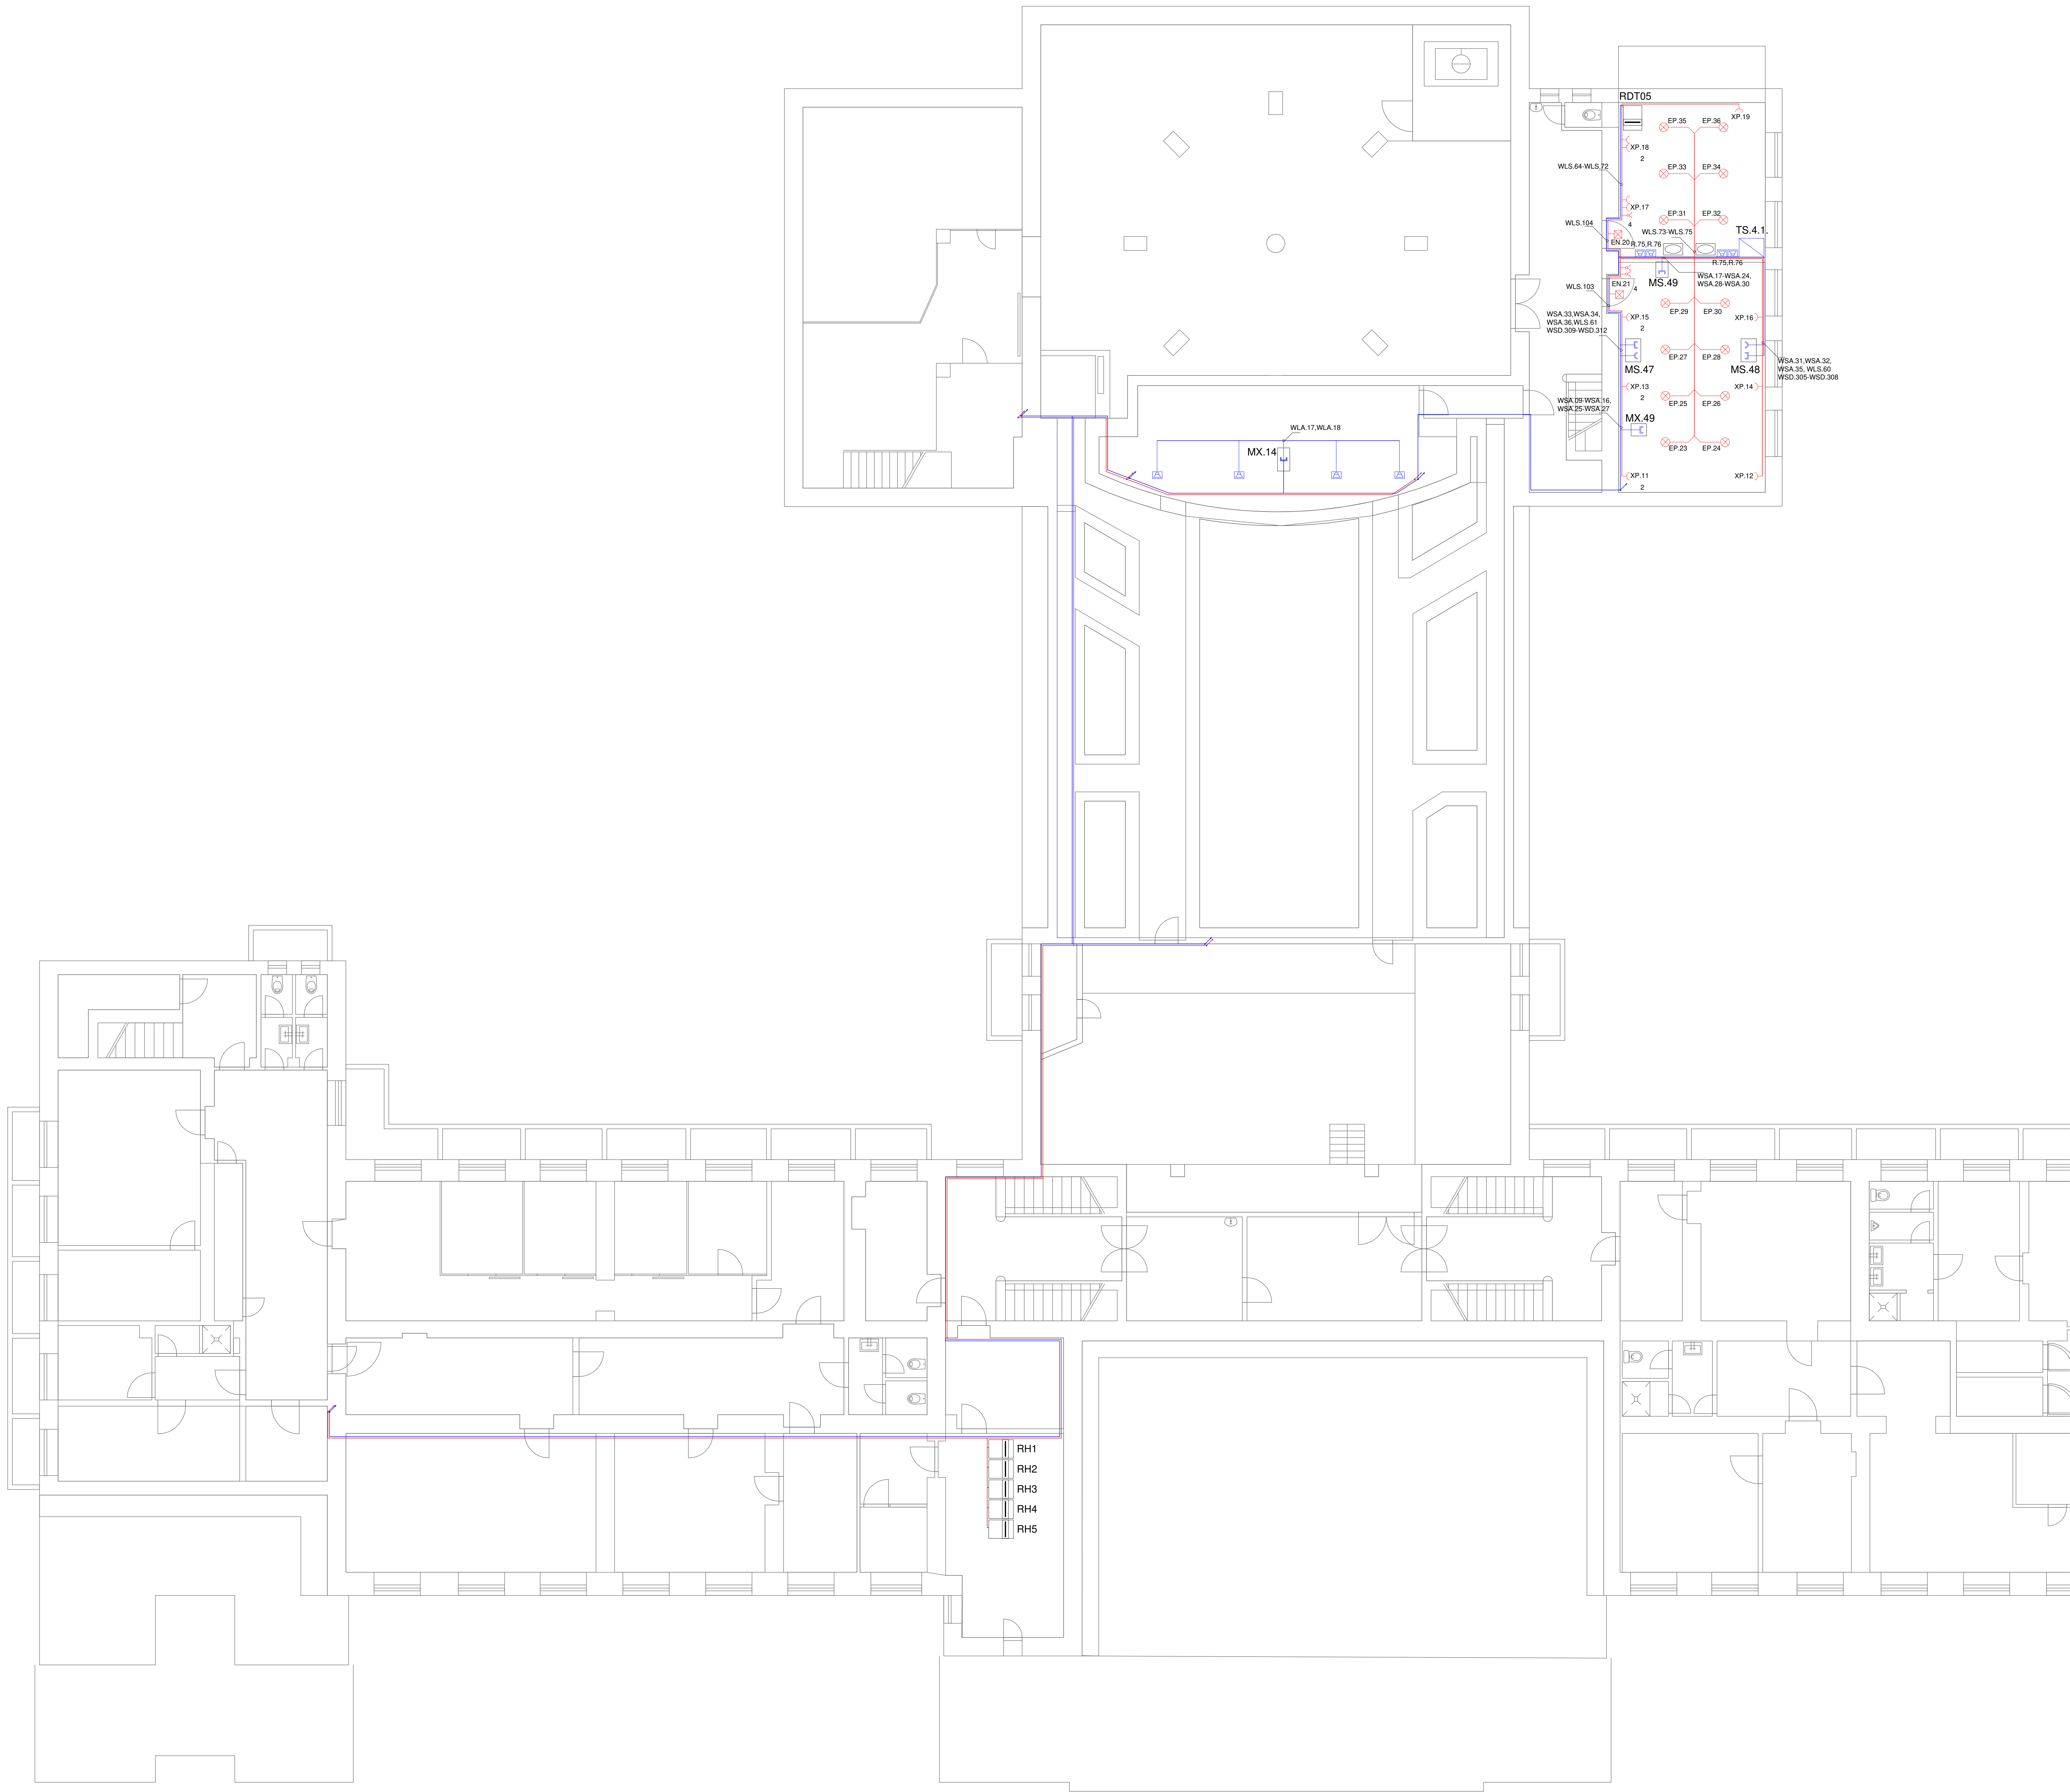 RDT05
XP.19
EP.35
EP.36
XP.18
2
WLS.64-WLS.72
EP.33
EP.34
XP.17
4
EP.31
EP.32
WLS.104
WLS.73-WLS.75
TS.4.1.
EN.20
R.75,R.76
R.75,R.76
MS.49
WSA.17-WSA.24,
WSA.28-WSA.30
WLS.103
EN.21
4
EP.29
EP.30
WSA.33,WSA.34,
WSA.36,WLS.61
WSD.309-WSD.312
XP.15
2
XP.16
EP.27
EP.28
MS.47
MS.48
WSA.31,WSA.32,
WSA.35, WLS.60
WSD.305-WSD.308
XP.13
2
XP.14
WSA.09-WSA.16,
WSA.25-WSA.27
EP.25
EP.26
MX.49
WLA.17,WLA.18
EP.23
EP.24
MX.14
XP.11
2
XP.12
RH1
RH2
RH3
RH4
RH5